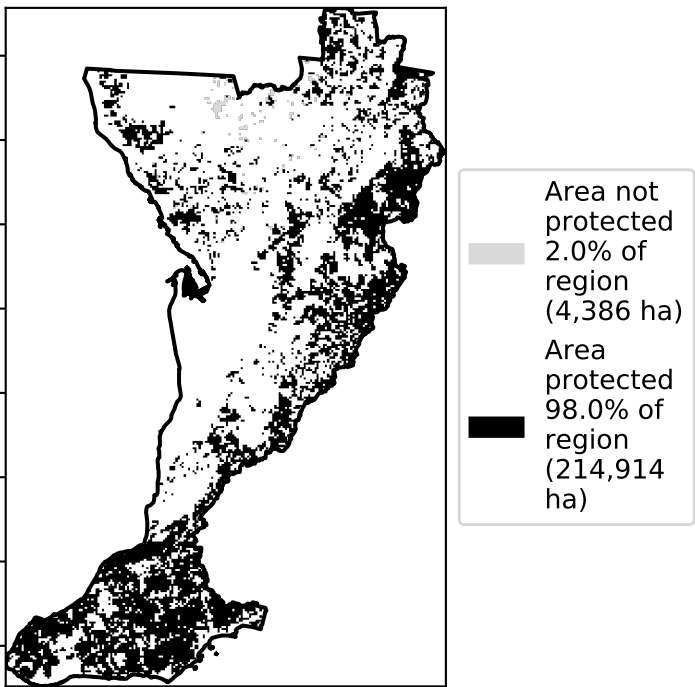 Area not
protected
2.0% of
region
(4,386 ha)
Area
protected
98.0% of
region
(214,914
ha)